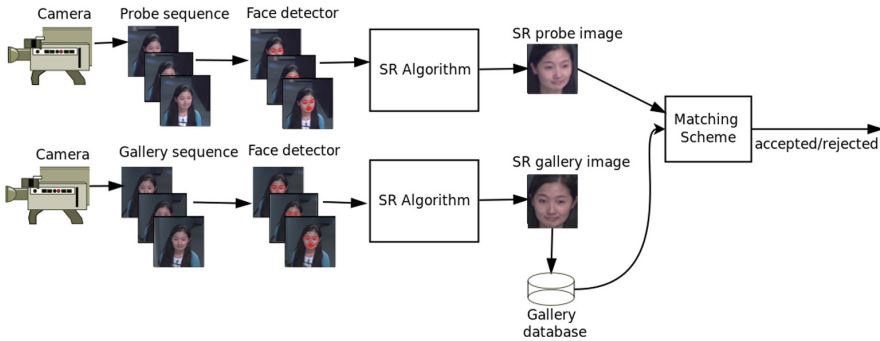 Camera
Probe sequence
Face detector
SR Algorithm
SR probe image
Matching
Scheme
accepted/rejected
Camera
Gallery sequence
Face detector
SR Algorithm
SR gallery image
Gallery
database